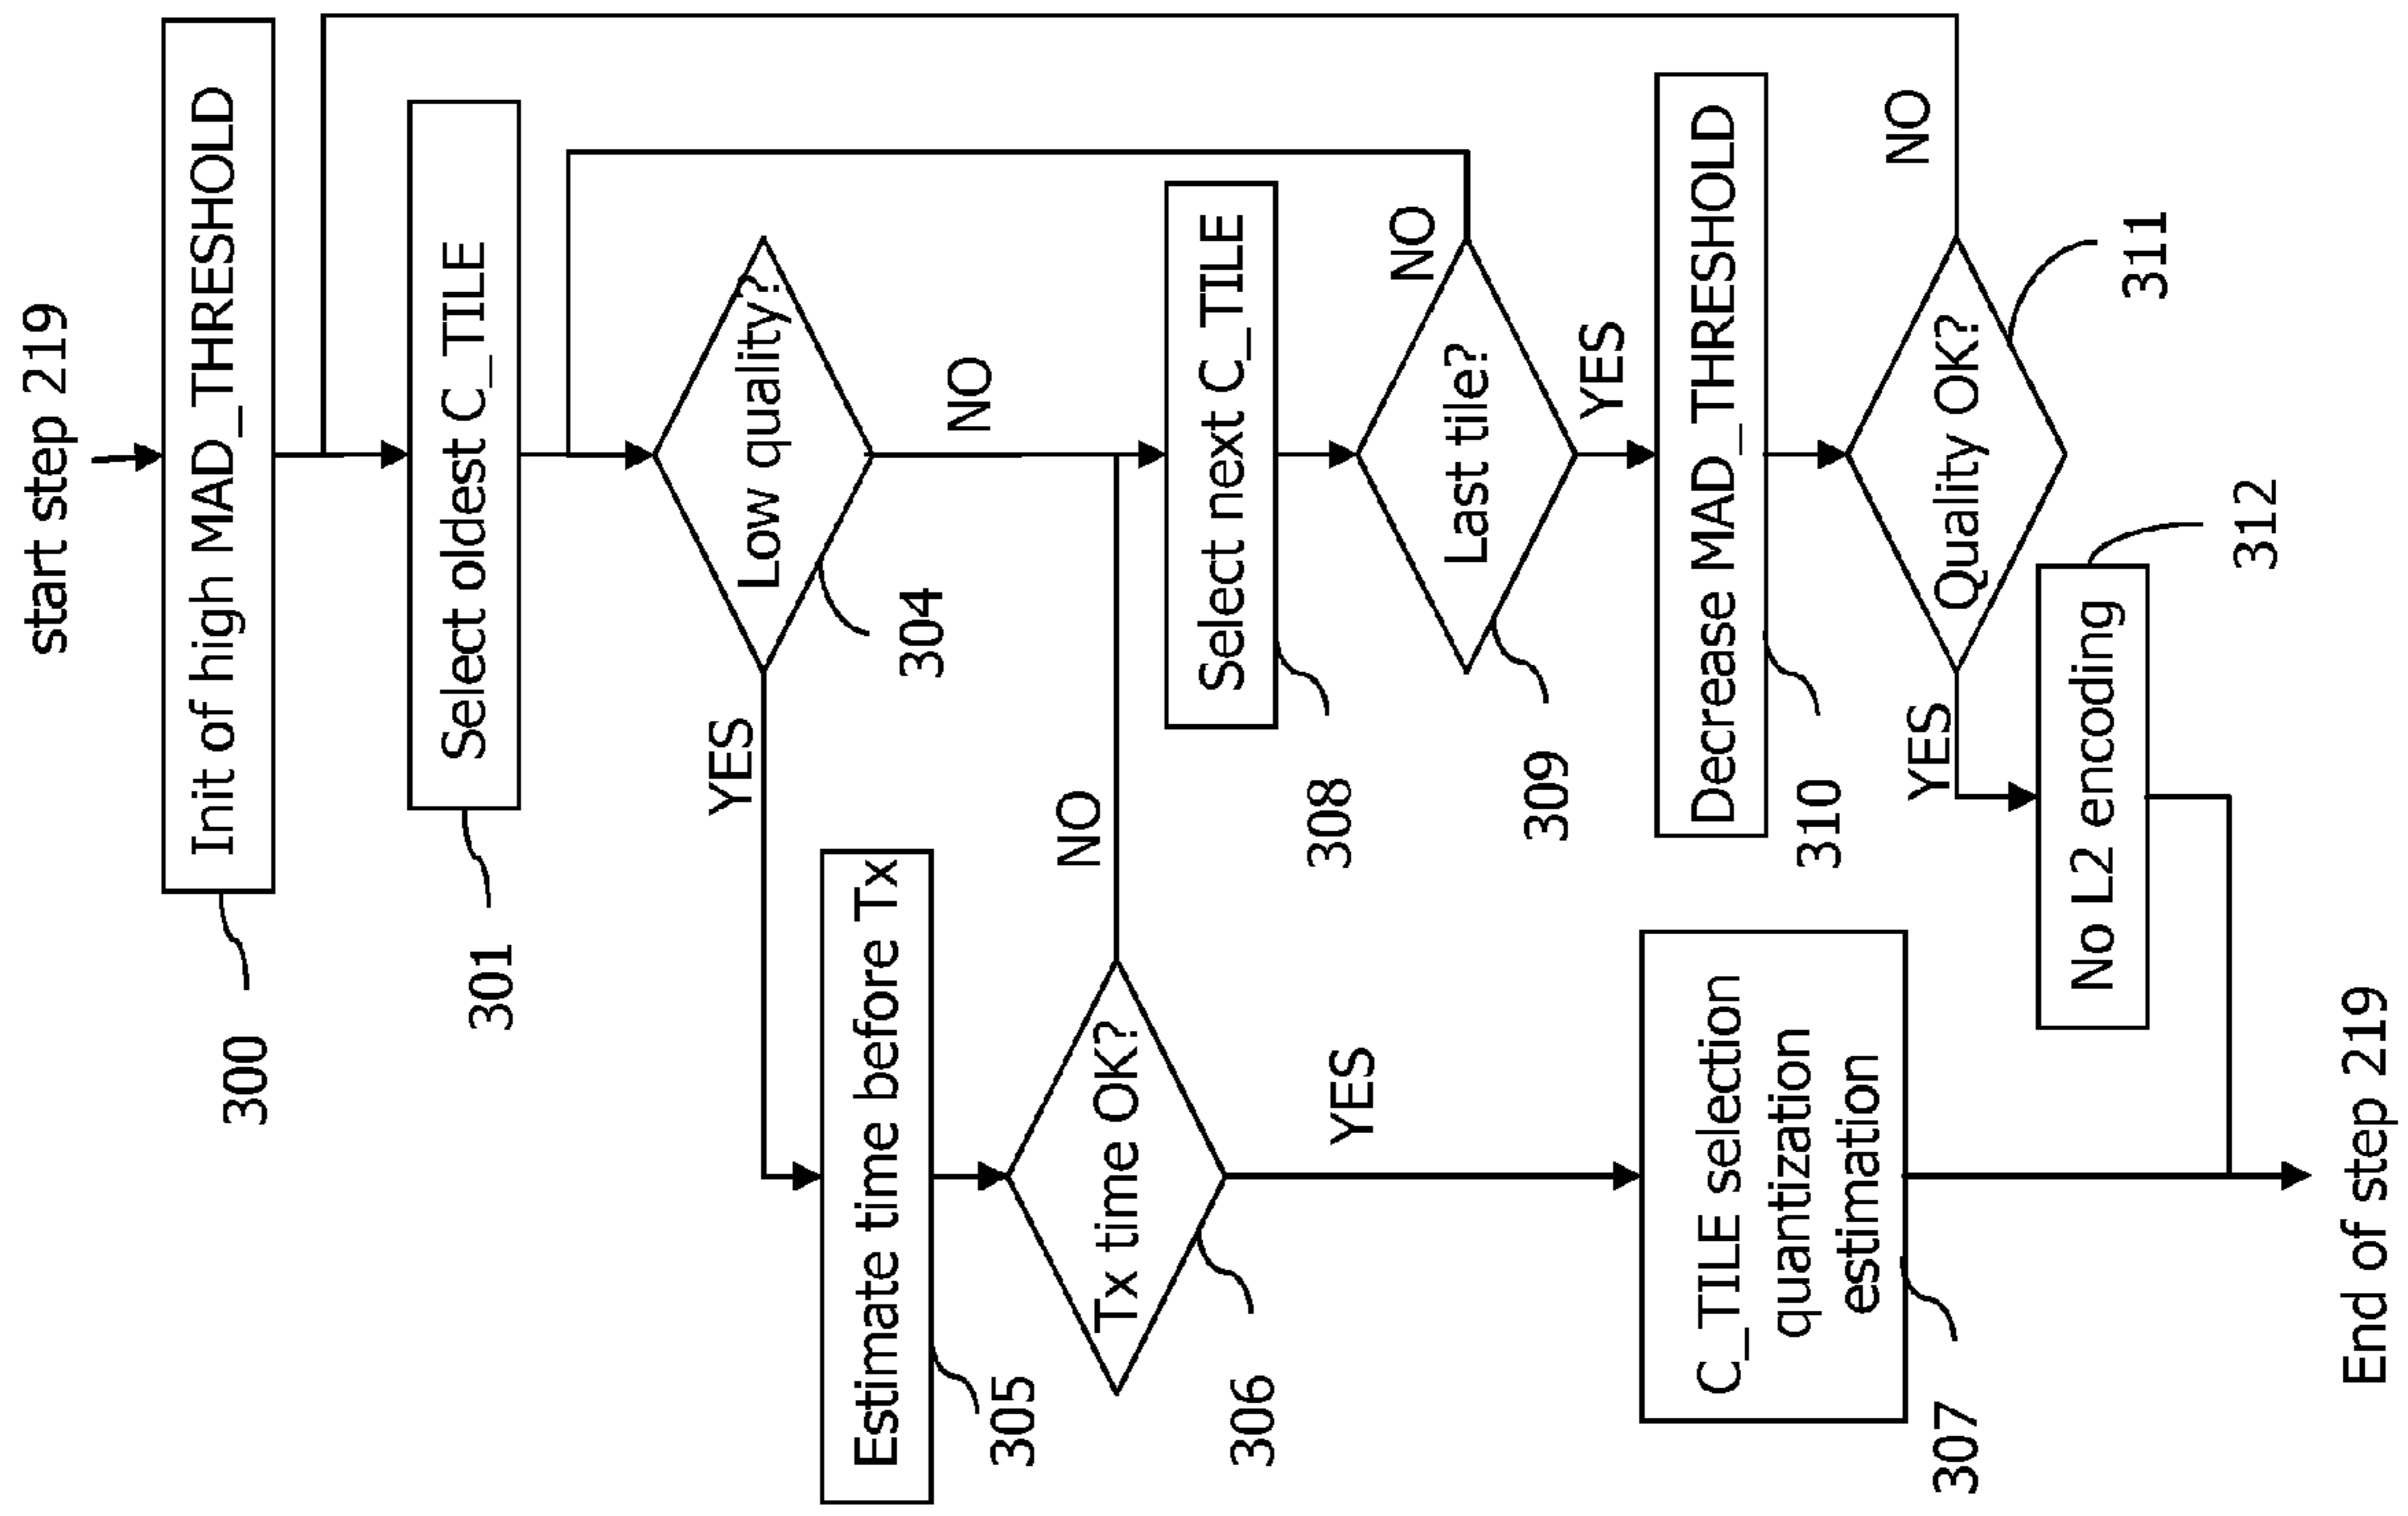 start step 219
Init of high MAD_THRESHOLD
300
Select oldest C_TILE
301
Low quality?
304
YES
NO
Estimate time before Tx
305
Tx time OK?
306
NO
YES
C_TILE selection
quantization
estimation
307
Select next C_TILE
308
Last tile?
309
NO
YES
Decrease MAD_THRESHOLD
310
Quality OK?
311
NO
YES
No L2 encoding
312
End of step 219